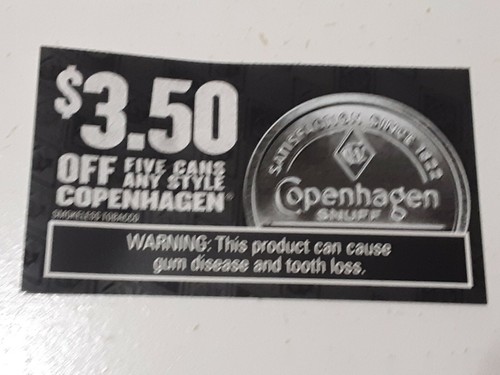 $3.50
OFF FIVE CANS
ANY STYLE
COPENHAGEN®
SMOKELESS TOBACCO
SATISFACTION SINCE 1822
Copenhagen
SNUFF
WARNING: This product can cause
gum disease and tooth loss.